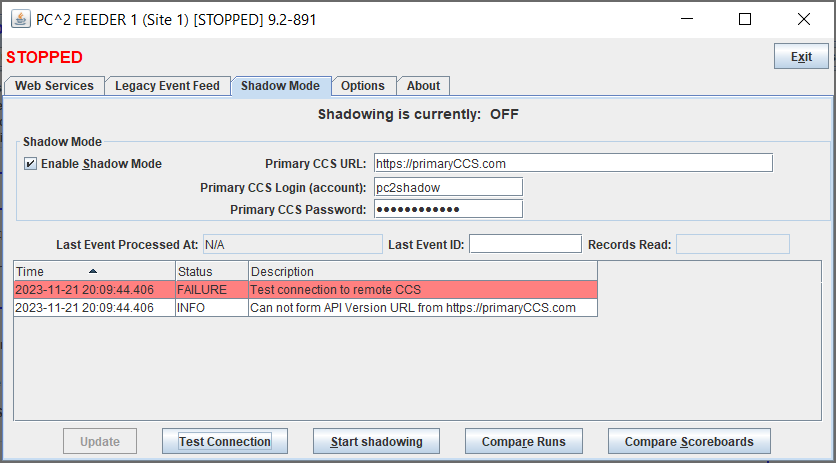 PC^2 FEEDER 1 (Site 1) [STOPPED] 9.2-891
STOPPED
Exit
Web Services Legacy Event Feed Shadow Mode Options About
Shadowing is currently: OFF
Shadow Mode
Enable Shadow Mode Primary CCS URL: https://primaryCCS.com
Primary CCS Login (account): pc2shadow
Primary CCS Password: ••••••••••••
Last Event Processed At: N/A Last Event ID: Records Read:
Time Status Description
2023-11-21 20:09:44.406 FAILURE Test connection to remote CCS
2023-11-21 20:09:44.406 INFO Can not form API Version URL from https://primaryCCS.com
Update Test Connection Start shadowing Compare Runs Compare Scoreboards